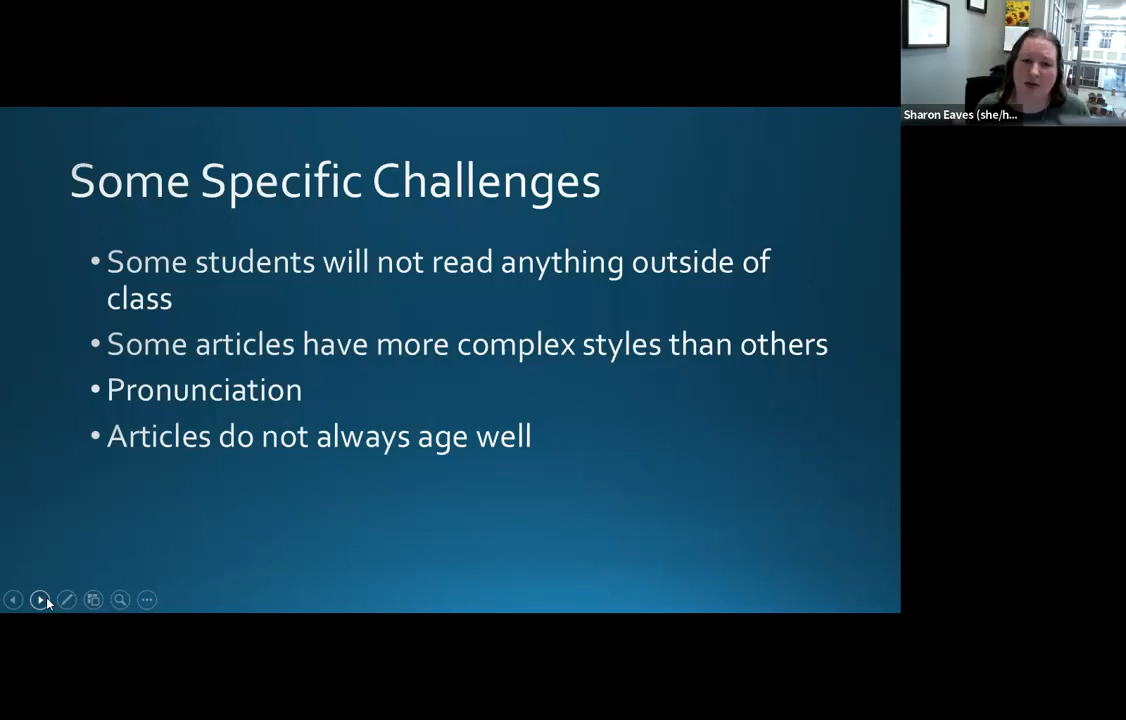 Sharon Eaves (she/h...
Some Specific Challenges
• Some students will not read anything outside of
class
• Some articles have more complex styles than others
• Pronunciation
• Articles do not always age well